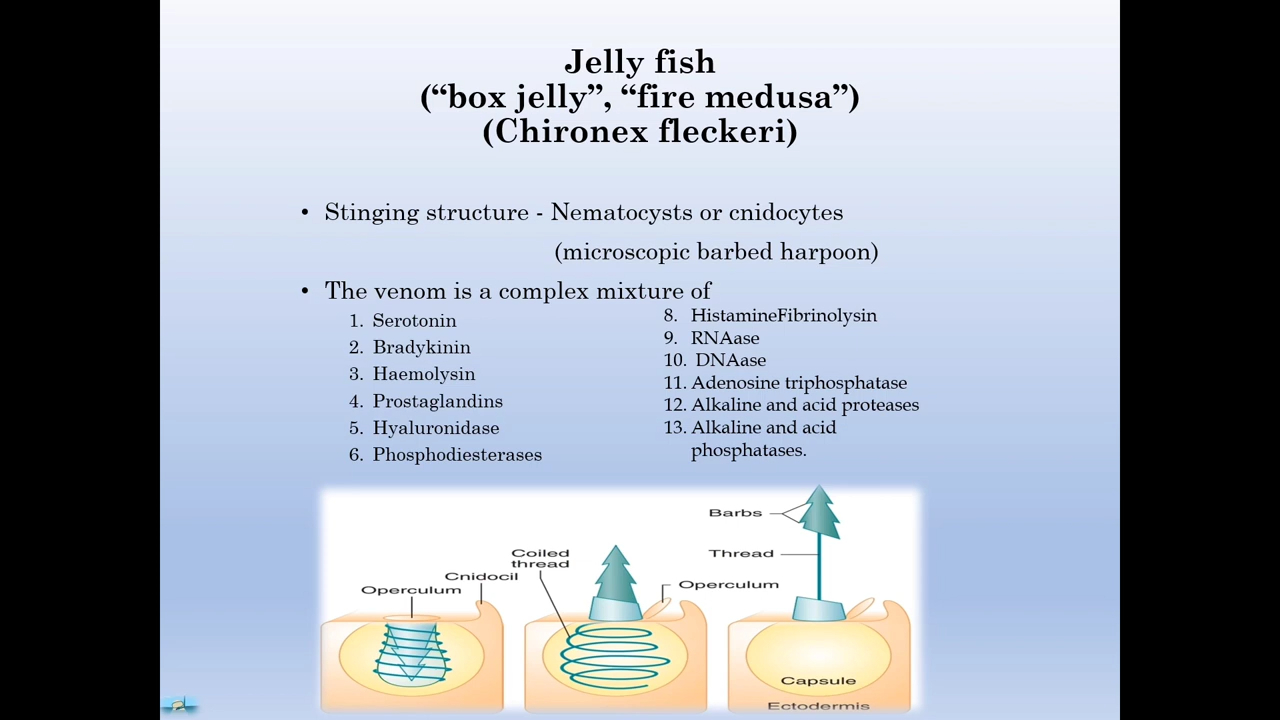 Jelly fish
(“box jelly”, “fire medusa”)
(Chironex fleckeri)
• Stinging structure - Nematocysts or cnidocytes
(microscopic barbed harpoon)
• The venom is a complex mixture of
1. Serotonin
2. Bradykinin
3. Haemolysin
4. Prostaglandins
5. Hyaluronidase
6. Phosphodiesterases
8. HistamineFibrinolysin
9. RNAase
10. DNAase
11. Adenosine triphosphatase
12. Alkaline and acid proteases
13. Alkaline and acid
phosphatases.
Operculum
Cnidocil
Coiled
thread
Operculum
Barbs
Thread
Capsule
Ectodermis